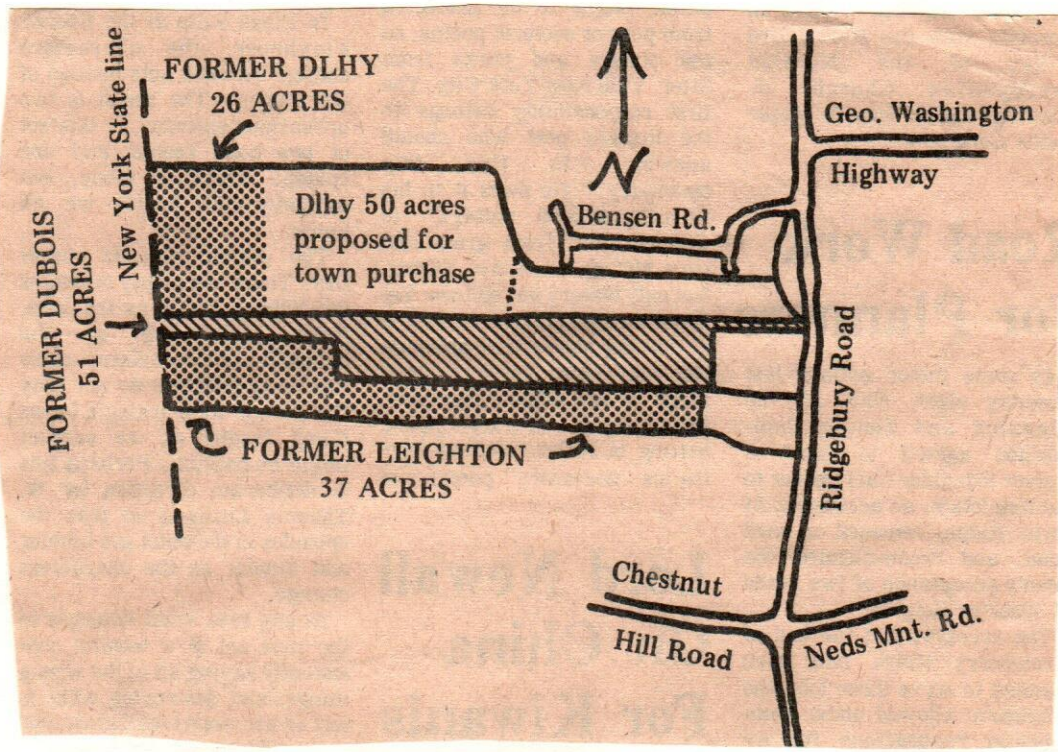 New York State line
FORMER DLHY
26 ACRES
N
Geo. Washington
Highway
Bensen Rd.
Dlhy 50 acres
proposed for
town purchase
FORMER DUBOIS
51 ACRES
Ridgebury Road
FORMER LEIGHTON
37 ACRES
Chestnut
Hill Road
Neds Mnt. Rd.